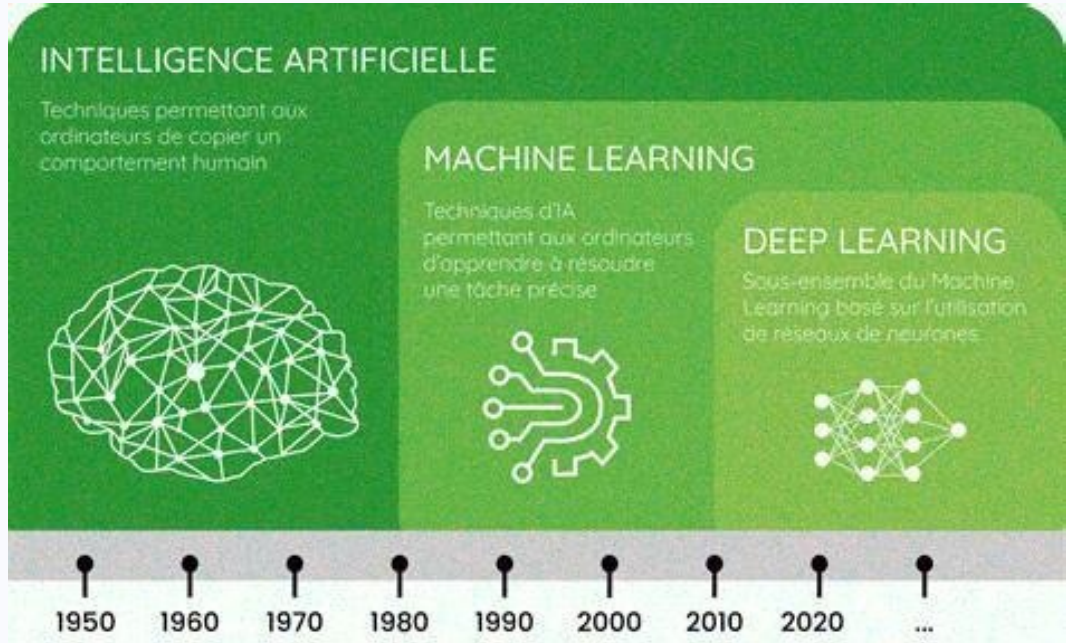 INTELLIGENCE ARTIFICIELLE
Techniques permettant aux
ordinateurs de copier un
comportement humain
MACHINE LEARNING
Techniques d'IA
permettant aux ordinateurs
d'apprendre à résoudre
une tâche précise
DEEP LEARNING
Sous-ensemble du Machine
Learning basé sur l'utilisation
de réseaux de neurones
1950 1960 1970 1980 1990 2000 2010 2020 ...